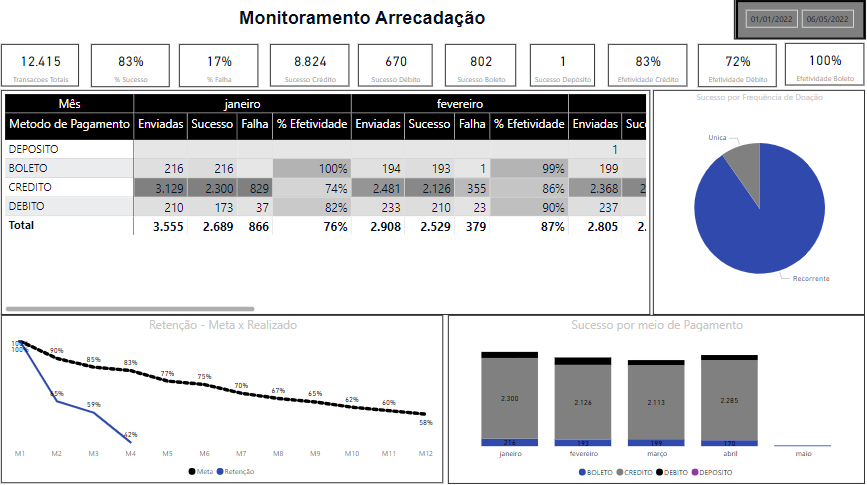 Monitoramento Arrecadação
01/01/2022 06/05/2022
12.415 83% 17% 8.824 670 802 1 83% 72% 100%
Transacoes Totais % Sucesso % Falha Sucesso Crédito Sucesso Débito Sucesso Boleto Sucesso Depósito Efetividade Crédito Efetividade Débito Efetividade Boleto
Mês janeiro fevereiro
Metodo de Pagamento Enviadas Sucesso Falha % Efetividade Enviadas Sucesso Falha % Efetividade Enviadas Suc
DEPOSITO 1
BOLETO 216 216 100% 194 193 1 99% 199
CREDITO 3.129 2.300 829 74% 2.481 2.126 355 86% 2.368 2
DEBITO 210 173 37 82% 233 210 23 90% 237
Total 3.555 2.689 866 76% 2.908 2.529 379 87% 2.805 2.
Sucesso por Frequência de Doação
Unica
Recorrente
Retenção - Meta x Realizado
100%
90% 85% 83% 77% 75% 70% 67% 65% 62% 60% 58%
65% 59% 42%
M1 M2 M3 M4 M5 M6 M7 M8 M9 M10 M11 M12
Meta Retenção
Sucesso por meio de Pagamento
2.300 2.126 2.113 2.285
216 193 199 170
janeiro fevereiro março abril maio
BOLETO CREDITO DEBITO DEPOSITO